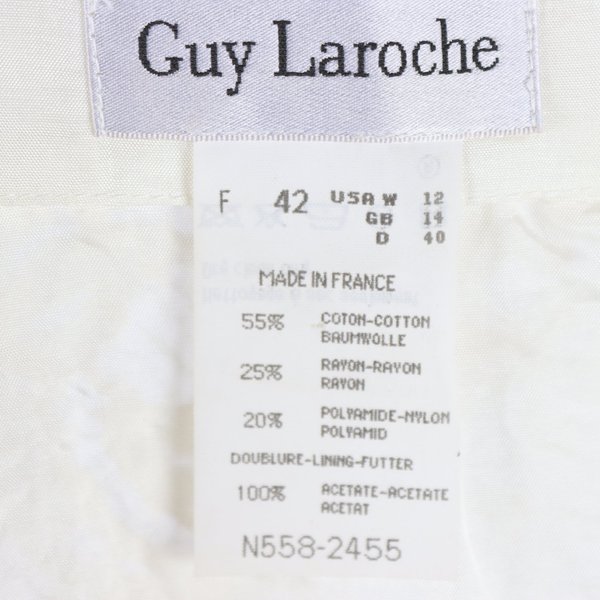 Guy Laroche
F 42 USA W 12
GB 14
D 40
MADE IN FRANCE
55% COTON-COTTON
BAUMWOLLE
25% RAYON-RAYON
RAYON
20% POLYAMIDE-NYLON
POLYAMID
DOUBLURE-LINING-FUTTER
100% ACETATE-ACETATE
ACETAT
N558-2455